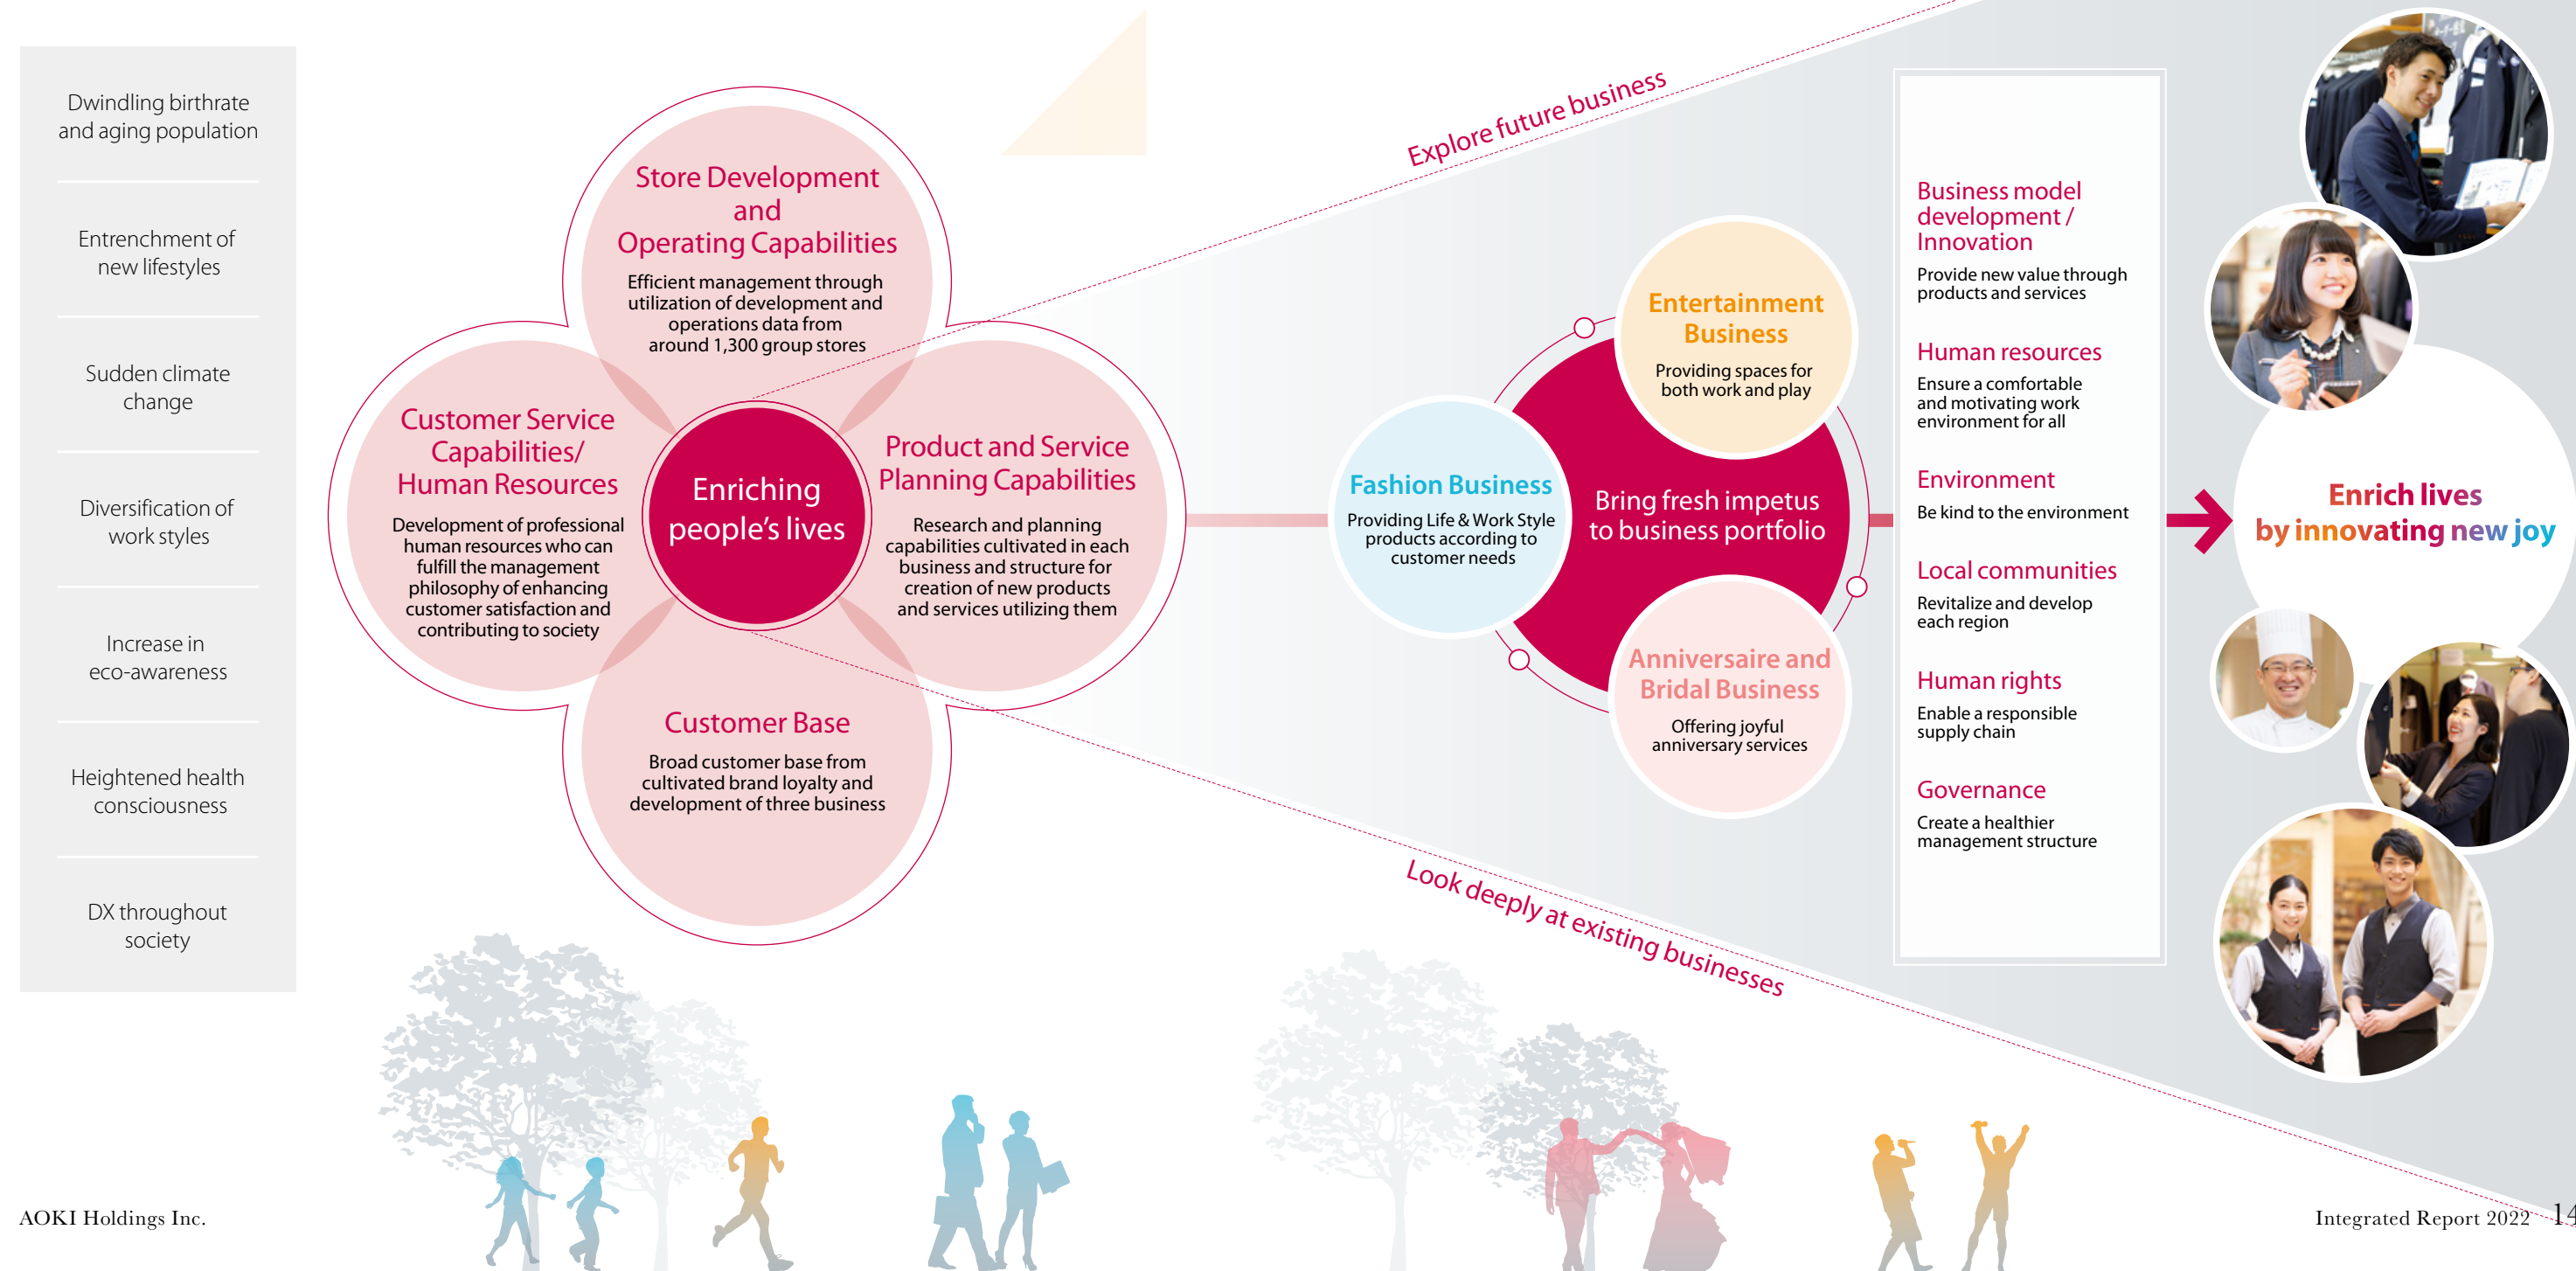 Dwindling birthrate
and aging population
Entrenchment of
new lifestyles
Sudden climate
change
Diversification of
work styles
Increase in
eco-awareness
Heightened health
consciousness
DX throughout
society
Store Development
and
Operating Capabilities
Efficient management through
utilization of development and
operations data from
around 1,300 group stores
Customer Service
Capabilities/
Human Resources
Development of professional
human resources who can
fulfill the management
philosophy of enhancing
customer satisfaction and
contributing to society
Enriching
people's lives
Product and Service
Planning Capabilities
Research and planning
capabilities cultivated in each
business and structure for
creation of new products
and services utilizing them
Customer Base
Broad customer base from
cultivated brand loyalty and
development of three business
Explore future business
Entertainment
Business
Providing spaces for
both work and play
Fashion Business
Providing Life & Work Style
products according to
customer needs
Bring fresh impetus
to business portfolio
Anniversaire and
Bridal Business
Offering joyful
anniversary services
Look deeply at existing businesses
Business model
development /
Innovation
Provide new value through
products and services
Human resources
Ensure a comfortable
and motivating work
environment for all
Environment
Be kind to the environment
Local communities
Revitalize and develop
each region
Human rights
Enable a responsible
supply chain
Governance
Create a healthier
management structure
Enrich lives
by innovating new joy
AOKI Holdings Inc.
Integrated Report 2022 14